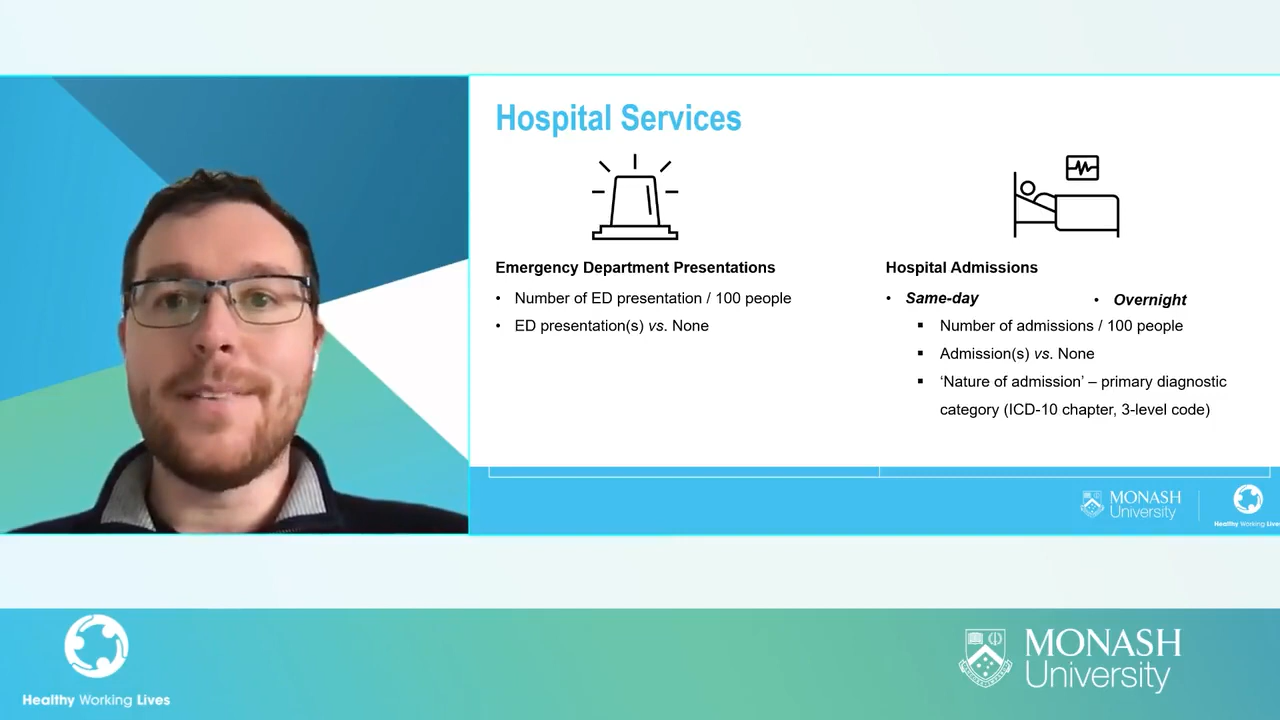 Hospital Services
Emergency Department Presentations
• Number of ED presentation / 100 people
• ED presentation(s) vs. None
Hospital Admissions
• Same-day • Overnight
▪ Number of admissions / 100 people
▪ Admission(s) vs. None
▪ ‘Nature of admission’ – primary diagnostic
category (ICD-10 chapter, 3-level code)
MONASH
University
Healthy Working Lives
Healthy Working Lives
MONASH
University